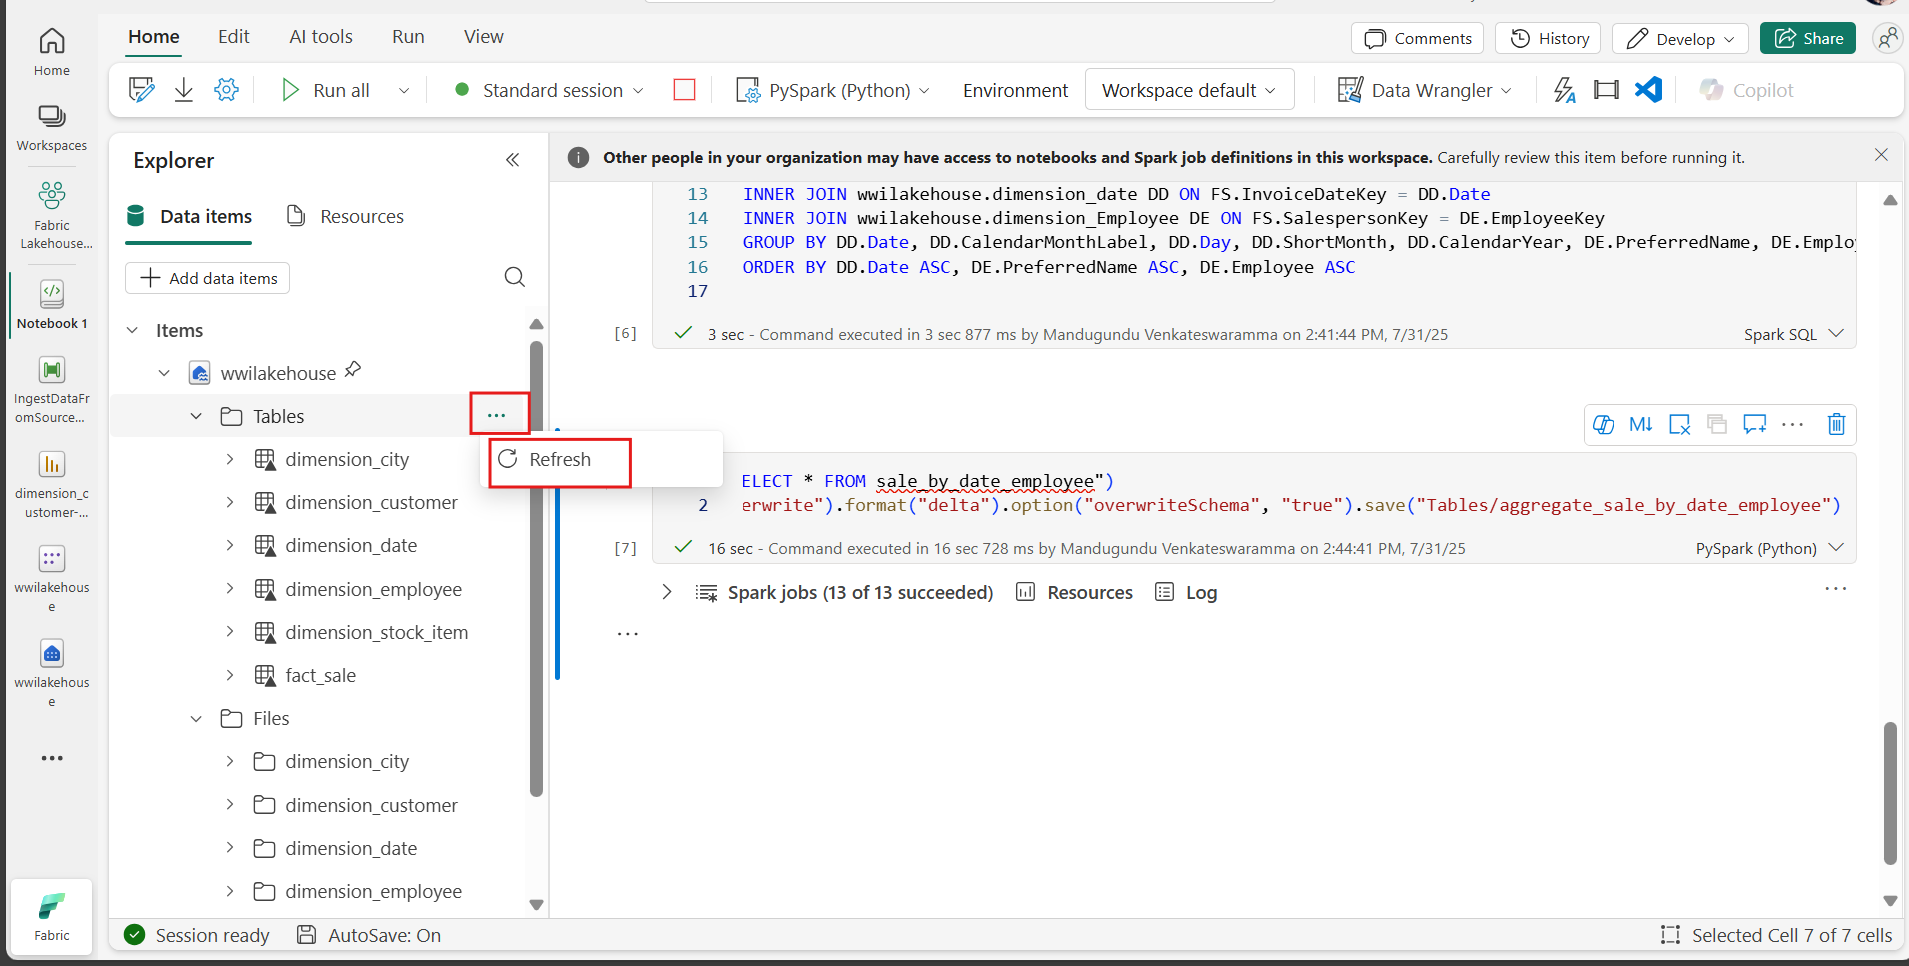 Home
Edit
AI tools
Run
View
Comments
History
Develop
Share
Run all
Standard session
PySpark (Python)
Environment
Workspace default
Data Wrangler
Copilot
Home
Workspaces
Fabric
Lakehouse...
Notebook 1
IngestDataFr
omSource...
dimension_c
ustomer-...
wwilakehous
e
wwilakehous
e
Fabric
Explorer
Data items
Resources
Add data items
Items
wwilakehouse
Tables
...
Refresh
dimension_city
dimension_customer
dimension_date
dimension_employee
dimension_stock_item
fact_sale
Files
dimension_city
dimension_customer
dimension_date
dimension_employee
Other people in your organization may have access to notebooks and Spark job definitions in this workspace. Carefully review this item before running it.
13 INNER JOIN wwilakehouse.dimension_date DD ON FS.InvoiceDateKey = DD.Date
14 INNER JOIN wwilakehouse.dimension_Employee DE ON FS.SalespersonKey = DE.EmployeeKey
15 GROUP BY DD.Date, DD.CalendarMonthLabel, DD.Day, DD.ShortMonth, DD.CalendarYear, DE.PreferredName, DE.Employ
16 ORDER BY DD.Date ASC, DE.PreferredName ASC, DE.Employee ASC
17
[6] 3 sec - Command executed in 3 sec 877 ms by Mandugundu Venkateswaramma on 2:41:44 PM, 7/31/25 Spark SQL
M↓
ELECT * FROM sale_by_date_employee")
2 erwrite").format("delta").option("overwriteSchema", "true").save("Tables/aggregate_sale_by_date_employee")
[7] 16 sec - Command executed in 16 sec 728 ms by Mandugundu Venkateswaramma on 2:44:41 PM, 7/31/25 PySpark (Python)
Spark jobs (13 of 13 succeeded) Resources Log
...
Session ready
AutoSave: On
Selected Cell 7 of 7 cells